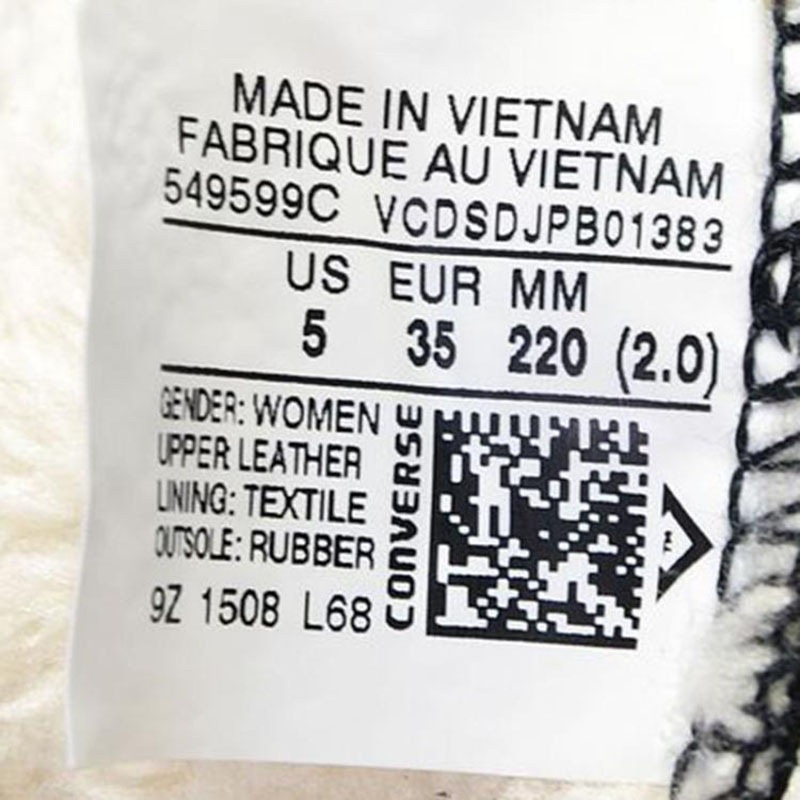 MADE IN VIETNAM
FABRIQUE AU VIETNAM
549599C VCDSDJPB01383
US EUR MM
5 35 220 (2.0)
GENDER: WOMEN
UPPER LEATHER
LINING: TEXTILE
OUTSOLE: RUBBER
9Z 1508 L68
CONVERSE